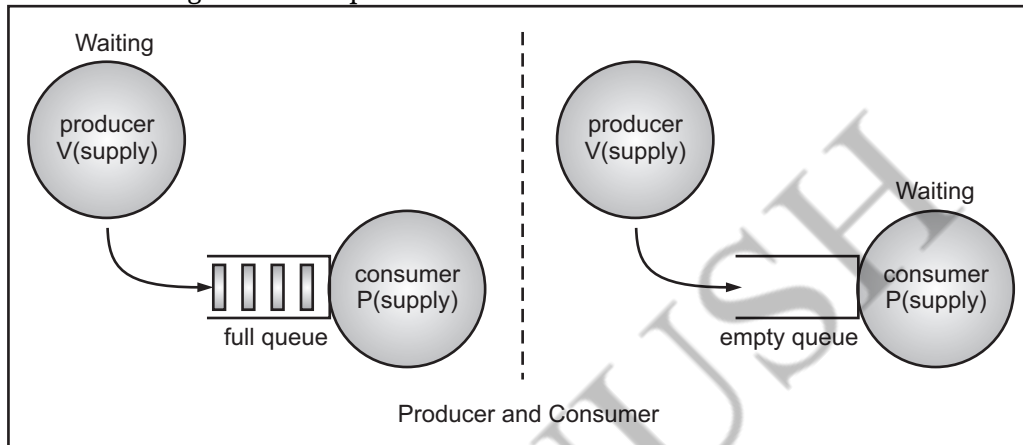 Waiting
producer
V(supply)
consumer
P(supply)
full queue
producer
V(supply)
Waiting
consumer
P(supply)
empty queue
Producer and Consumer